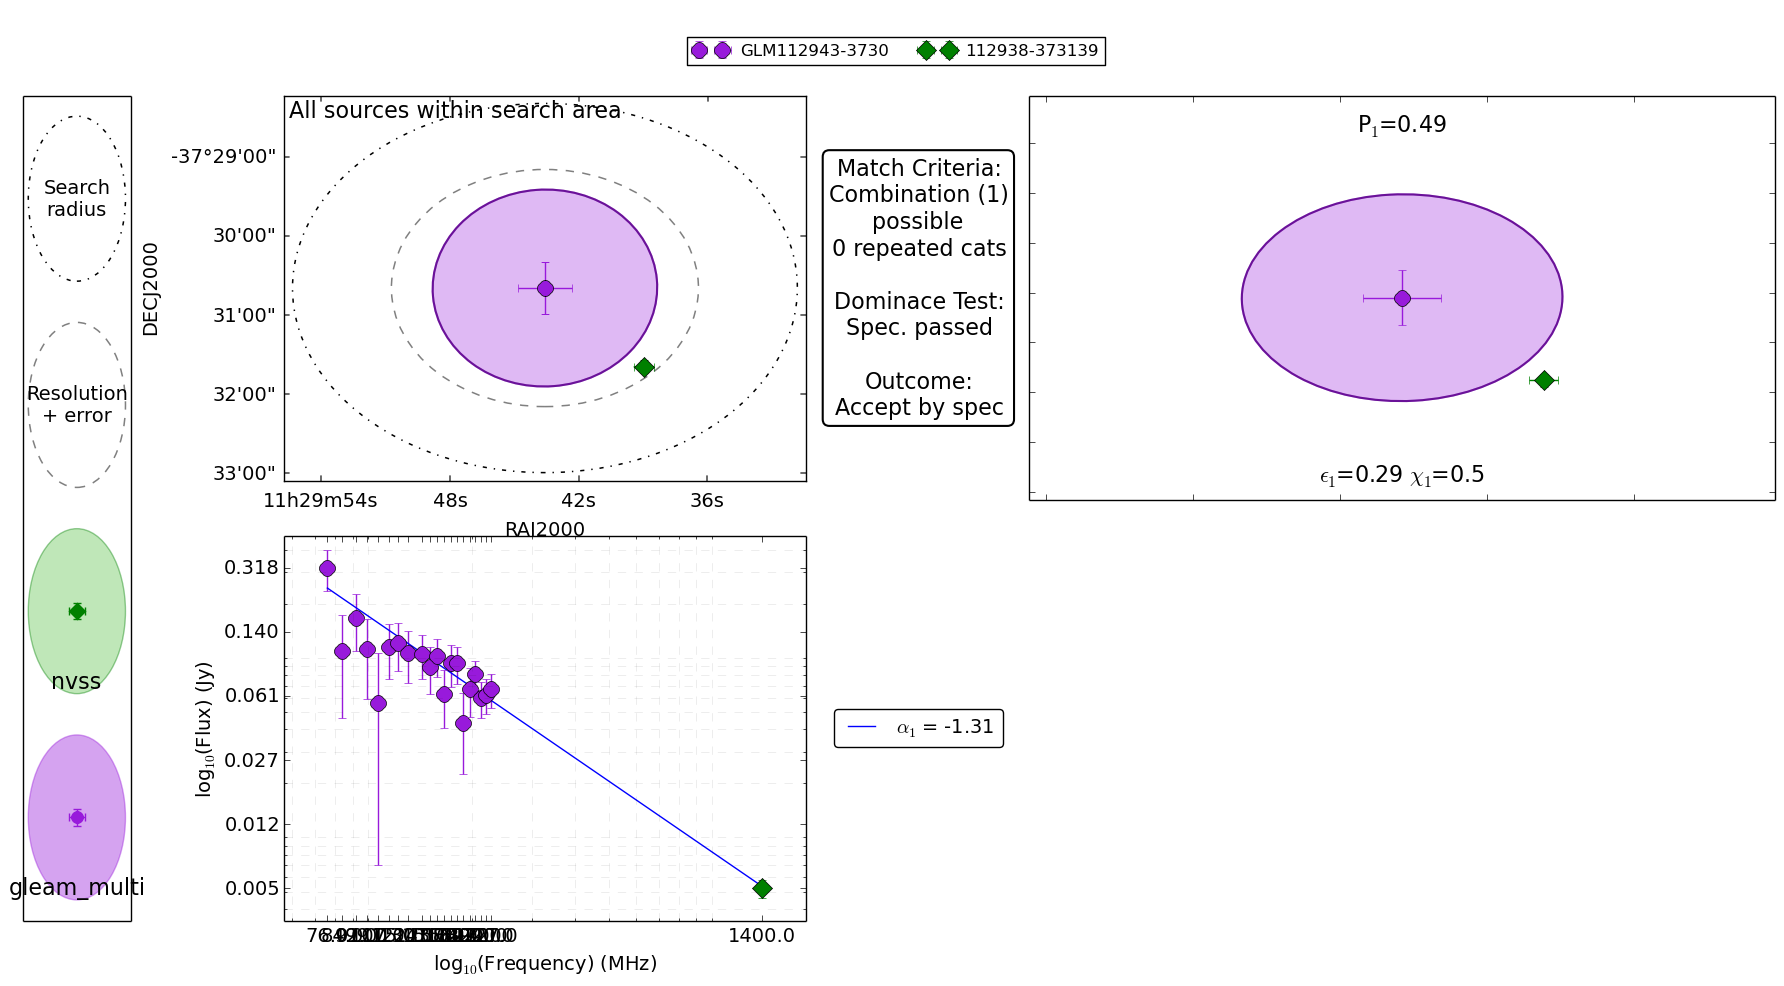 GLM112943-3730 112938-373139
Search
radius
Resolution
+ error
nvss
gleam_multi
All sources within search area
DECJ2000
-37°29'00"
30'00"
31'00"
32'00"
33'00"
11h29m54s 48s 42s 36s
RAJ2000
Match Criteria:
Combination (1)
possible
0 repeated cats
Dominace Test:
Spec. passed
Outcome:
Accept by spec
P₁=0.49
ϵ₁=0.29 χ₁=0.5
log₁₀(Flux) (Jy)
0.318
0.140
0.061
0.027
0.012
0.005
1400.0
log₁₀(Frequency) (MHz)
α₁ = -1.31